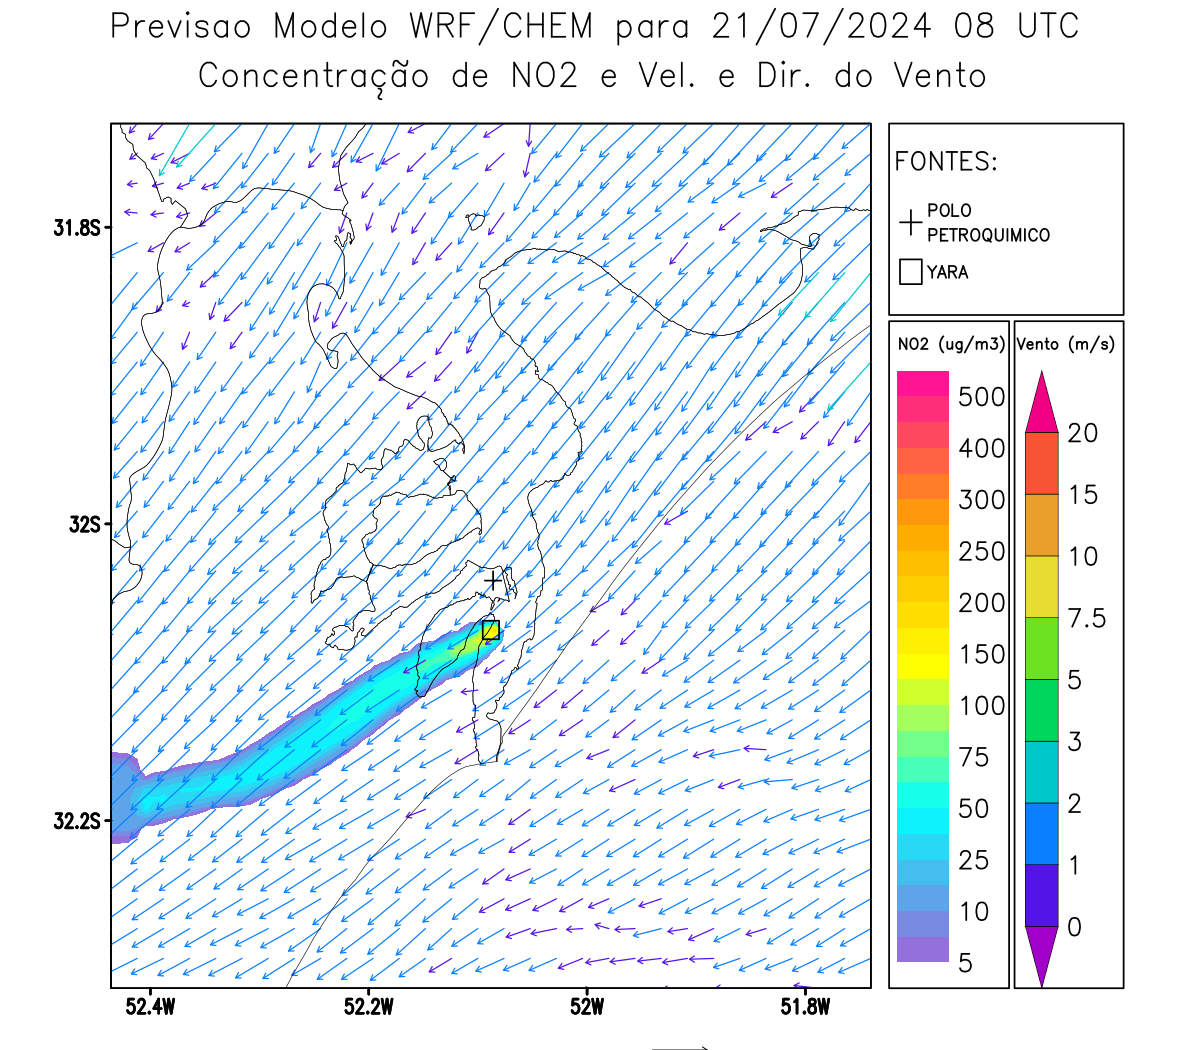 Previsao Modelo WRF/CHEM para 21/07/2024 08 UTC
Concentração de NO2 e Vel. e Dir. do Vento
FONTES:
POLO
PETROQUIMICO
YARA
NO2 (ug/m3)
500
400
300
250
200
150
100
75
50
25
10
5
Vento (m/s)
20
15
10
7.5
5
3
2
1
0
31.8S
32S
32.2S
52.4W
52.2W
52W
51.8W